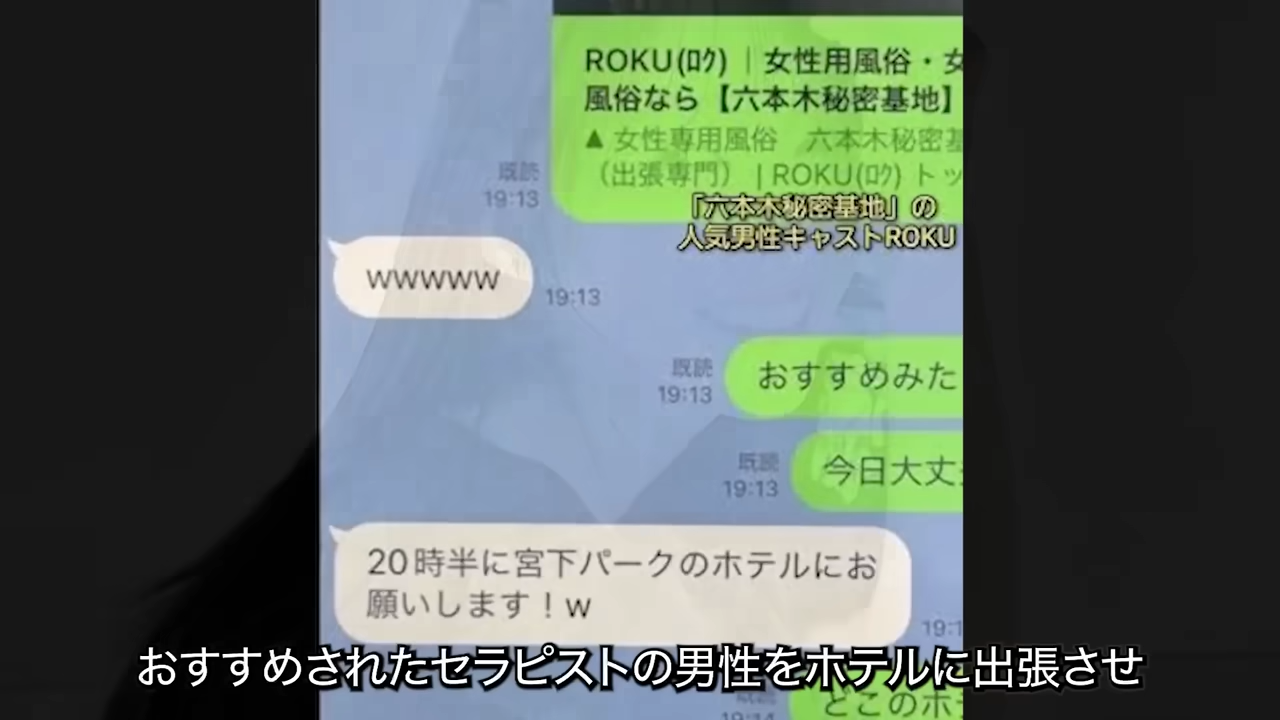 ROKU(ﾛｸ)｜女性用風俗・女
風俗なら【六本木秘密基地】
▲ 女性専用風俗 六本木秘密基
（出張専門） | ROKU(ﾛｸ) トッ
既読
19:13
「六本木秘密基地」の
人気男性キャストROKU
wwwww
19:13
既読
19:13
おすすめみた
既読
19:13
今日大丈
20時半に宮下パークのホテルにお
願いします！w
19:1
おすすめされたセラピストの男性をホテルに出張させ
既読
19:14
どこのホテ